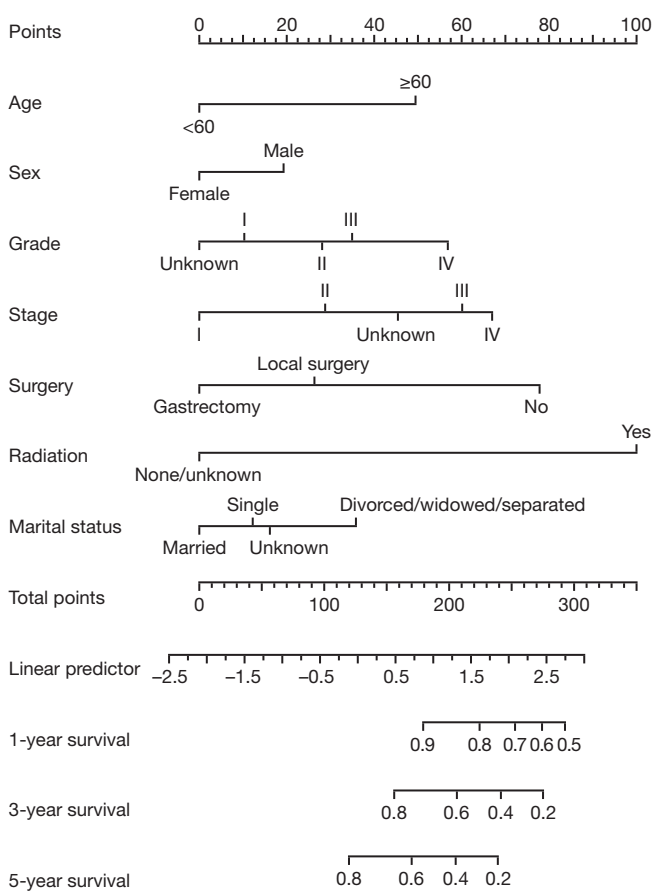 Points 0 20 40 60 80 100
≥60
Age
<60
Male
Sex
Female
I III
Grade
Unknown II IV
II III
Stage
I Unknown IV
Local surgery
Surgery
Gastrectomy No
Yes
Radiation
None/unknown
Single Divorced/widowed/separated
Marital status
Married Unknown
Total points
0 100 200 300
Linear predictor
−2.5 −1.5 −0.5 0.5 1.5 2.5
1-year survival
0.9 0.8 0.7 0.6 0.5
3-year survival
0.8 0.6 0.4 0.2
5-year survival
0.8 0.6 0.4 0.2